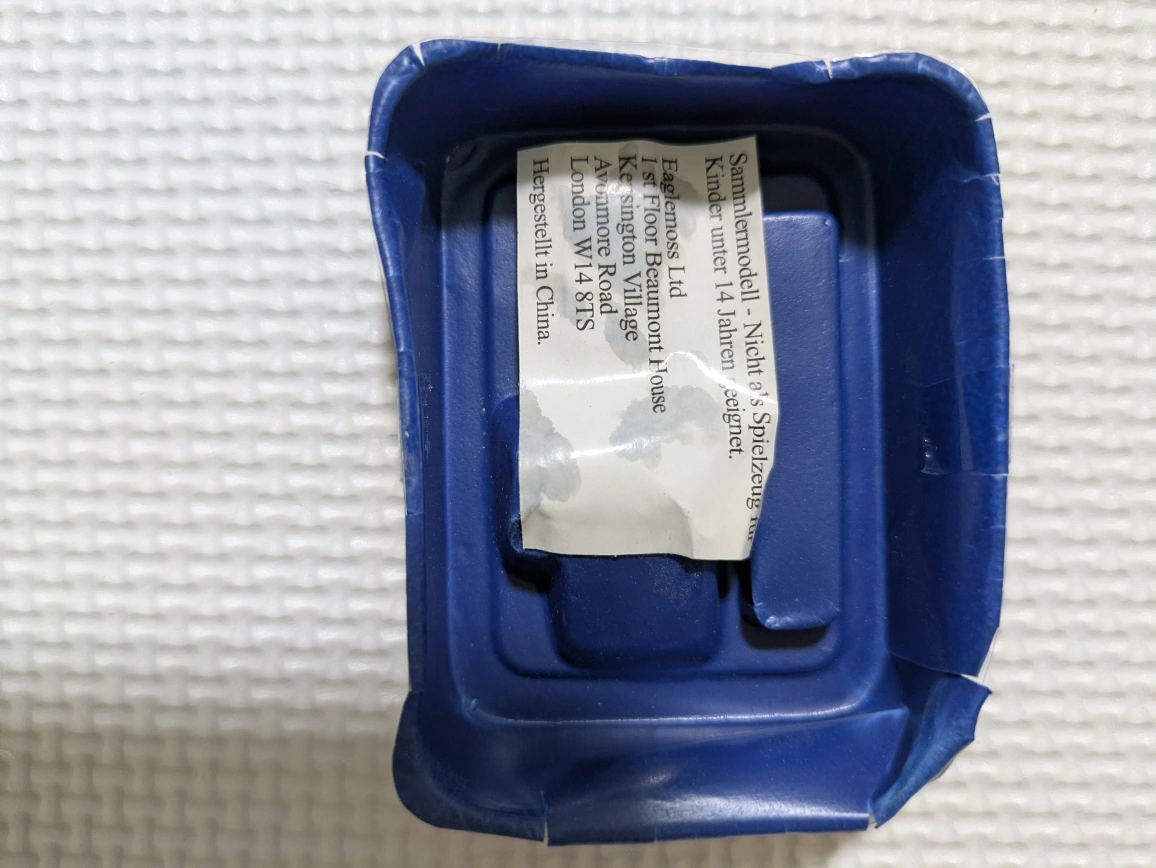 Sammlermodell - Nicht als Spielzeug für
Kinder unter 14 Jahren geeignet.
Eaglemoss Ltd
1st Floor Beaumont House
Kensington Village
Avonmore Road
London W14 8TS
Hergestellt in China.